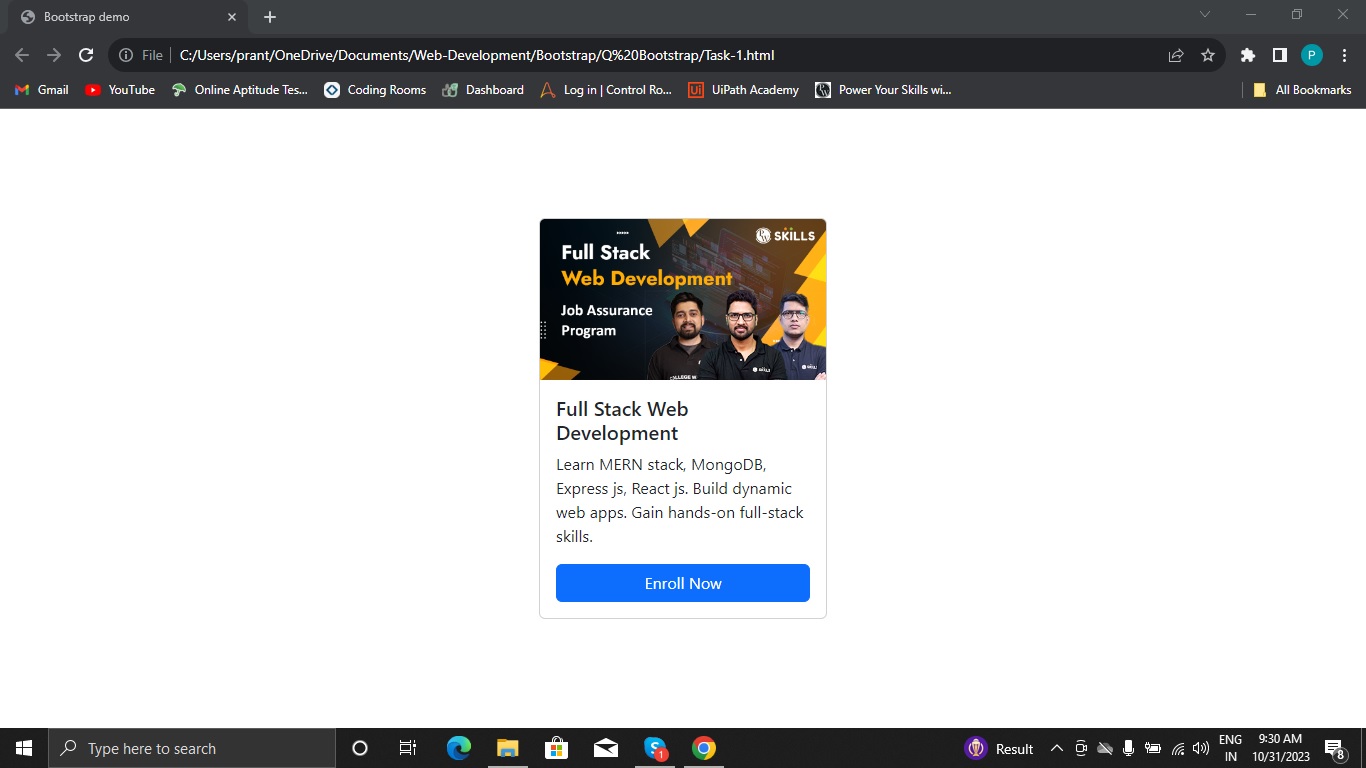 Bootstrap demo
File C:/Users/prant/OneDrive/Documents/Web-Development/Bootstrap/Q%20Bootstrap/Task-1.html
P
Gmail YouTube Online Aptitude Tes... Coding Rooms Dashboard Log in | Control Ro... UiPath Academy Power Your Skills wi... All Bookmarks
SKILLS
Full Stack
Web Development
Job Assurance
Program
COLLEGE W
SKILLS
Full Stack Web
Development
Learn MERN stack, MongoDB,
Express js, React js. Build dynamic
web apps. Gain hands-on full-stack
skills.
Enroll Now
Type here to search
1
Result
ENG
IN
9:30 AM
10/31/2023
8